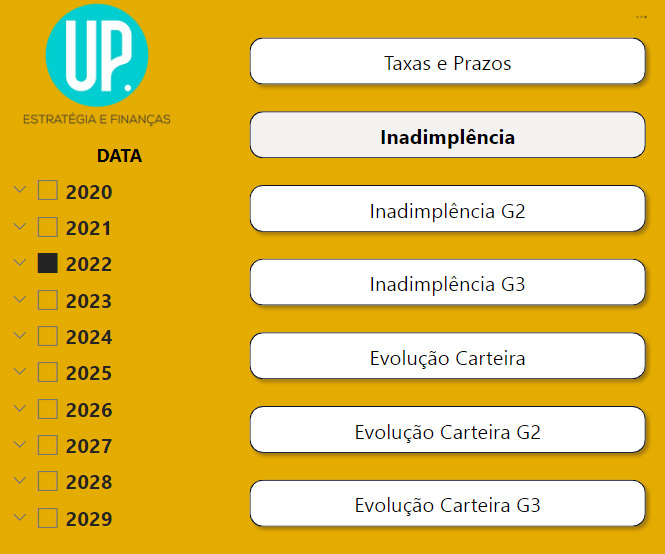 UP.
ESTRATÉGIA E FINANÇAS
DATA
2020
2021
2022
2023
2024
2025
2026
2027
2028
2029
Taxas e Prazos
Inadimplência
Inadimplência G2
Inadimplência G3
Evolução Carteira
Evolução Carteira G2
Evolução Carteira G3